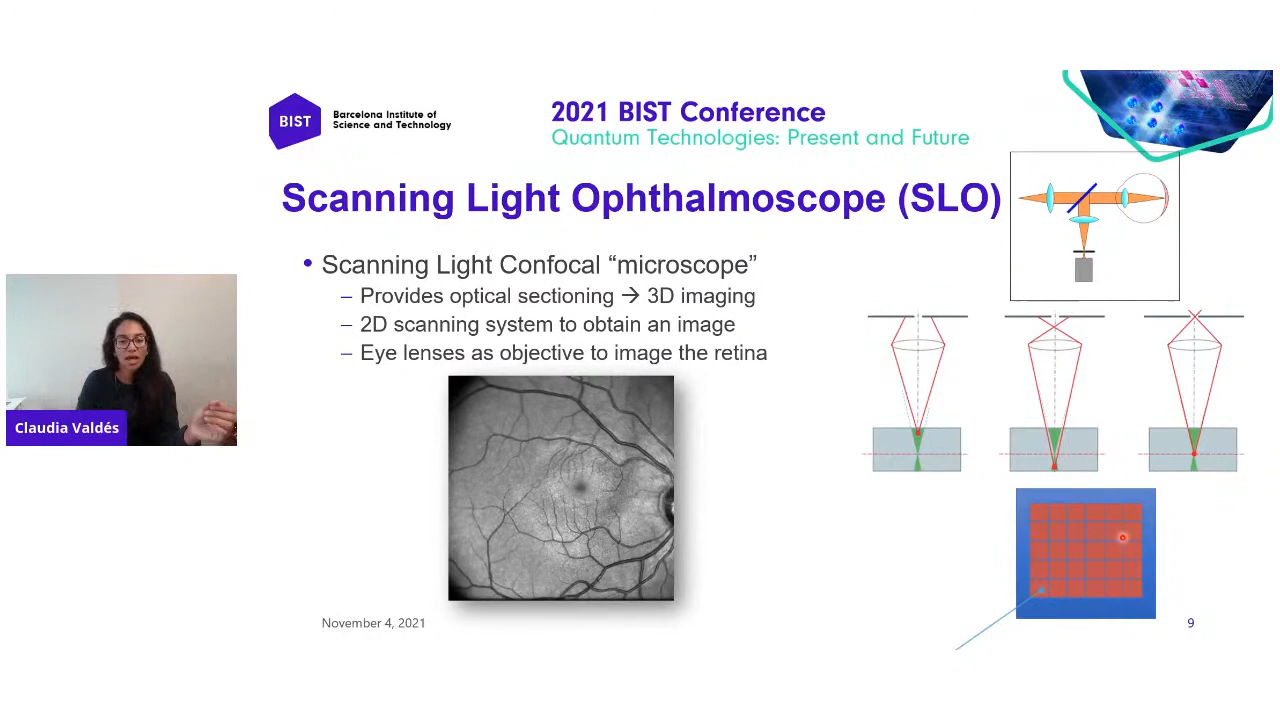 BIST
Barcelona Institute of
Science and Technology
2021 BIST Conference
Quantum Technologies: Present and Future
Scanning Light Ophthalmoscope (SLO)
• Scanning Light Confocal “microscope”
– Provides optical sectioning → 3D imaging
– 2D scanning system to obtain an image
– Eye lenses as objective to image the retina
Claudia Valdés
November 4, 2021
9